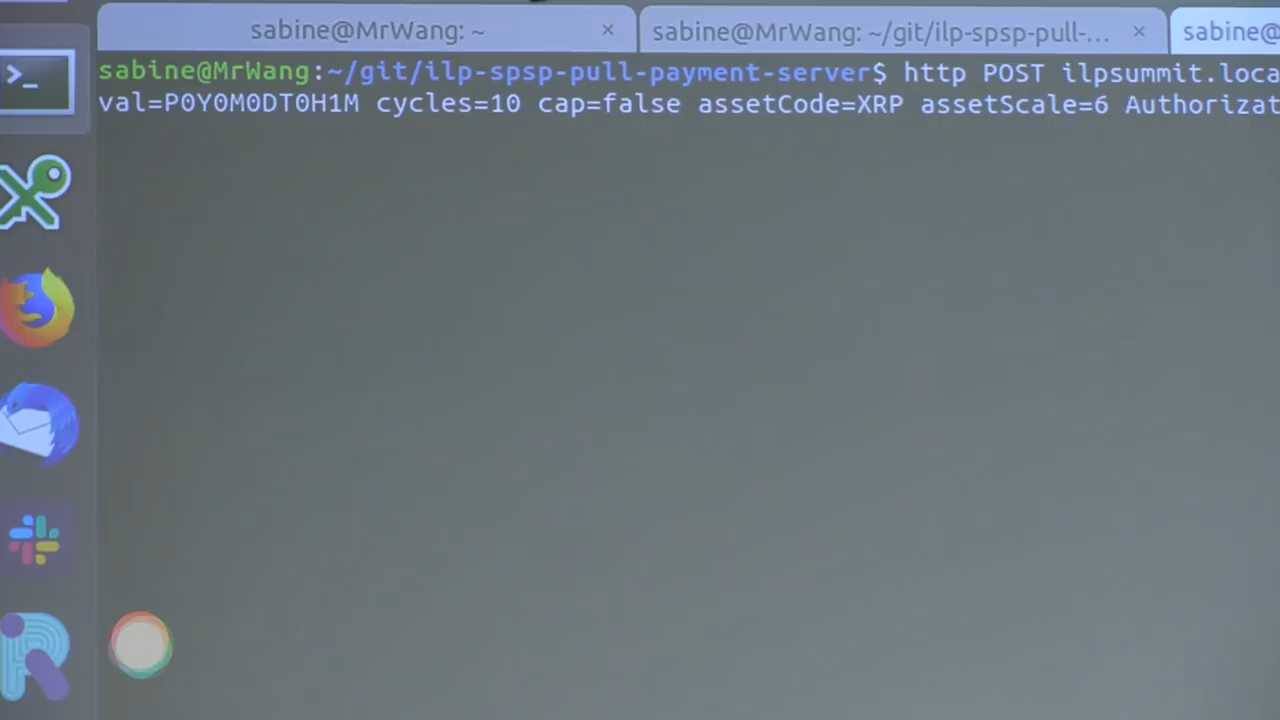 sabine@MrWang: ~ ×
sabine@MrWang: ~/git/ilp-spsp-pull-... ×
sabine@
sabine@MrWang:~/git/ilp-spsp-pull-payment-server$ http POST ilpsummit.loca
val=P0Y0M0DT0H1M cycles=10 cap=false assetCode=XRP assetScale=6 Authorizat